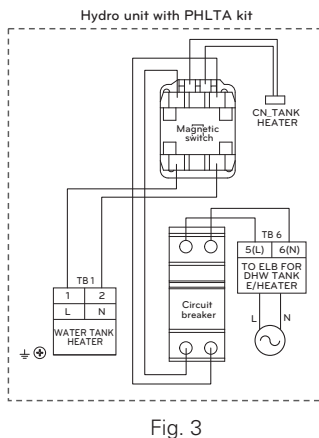 Hydro unit with PHLTA kit
CN_TANK
HEATER
Magnetic
switch
TB 6
5(L) 6(N)
TO ELB FOR
DHW TANK
E/HEATER
TB 1
1 2
L N
WATER TANK
HEATER
Circuit
breaker
L N
Fig. 3